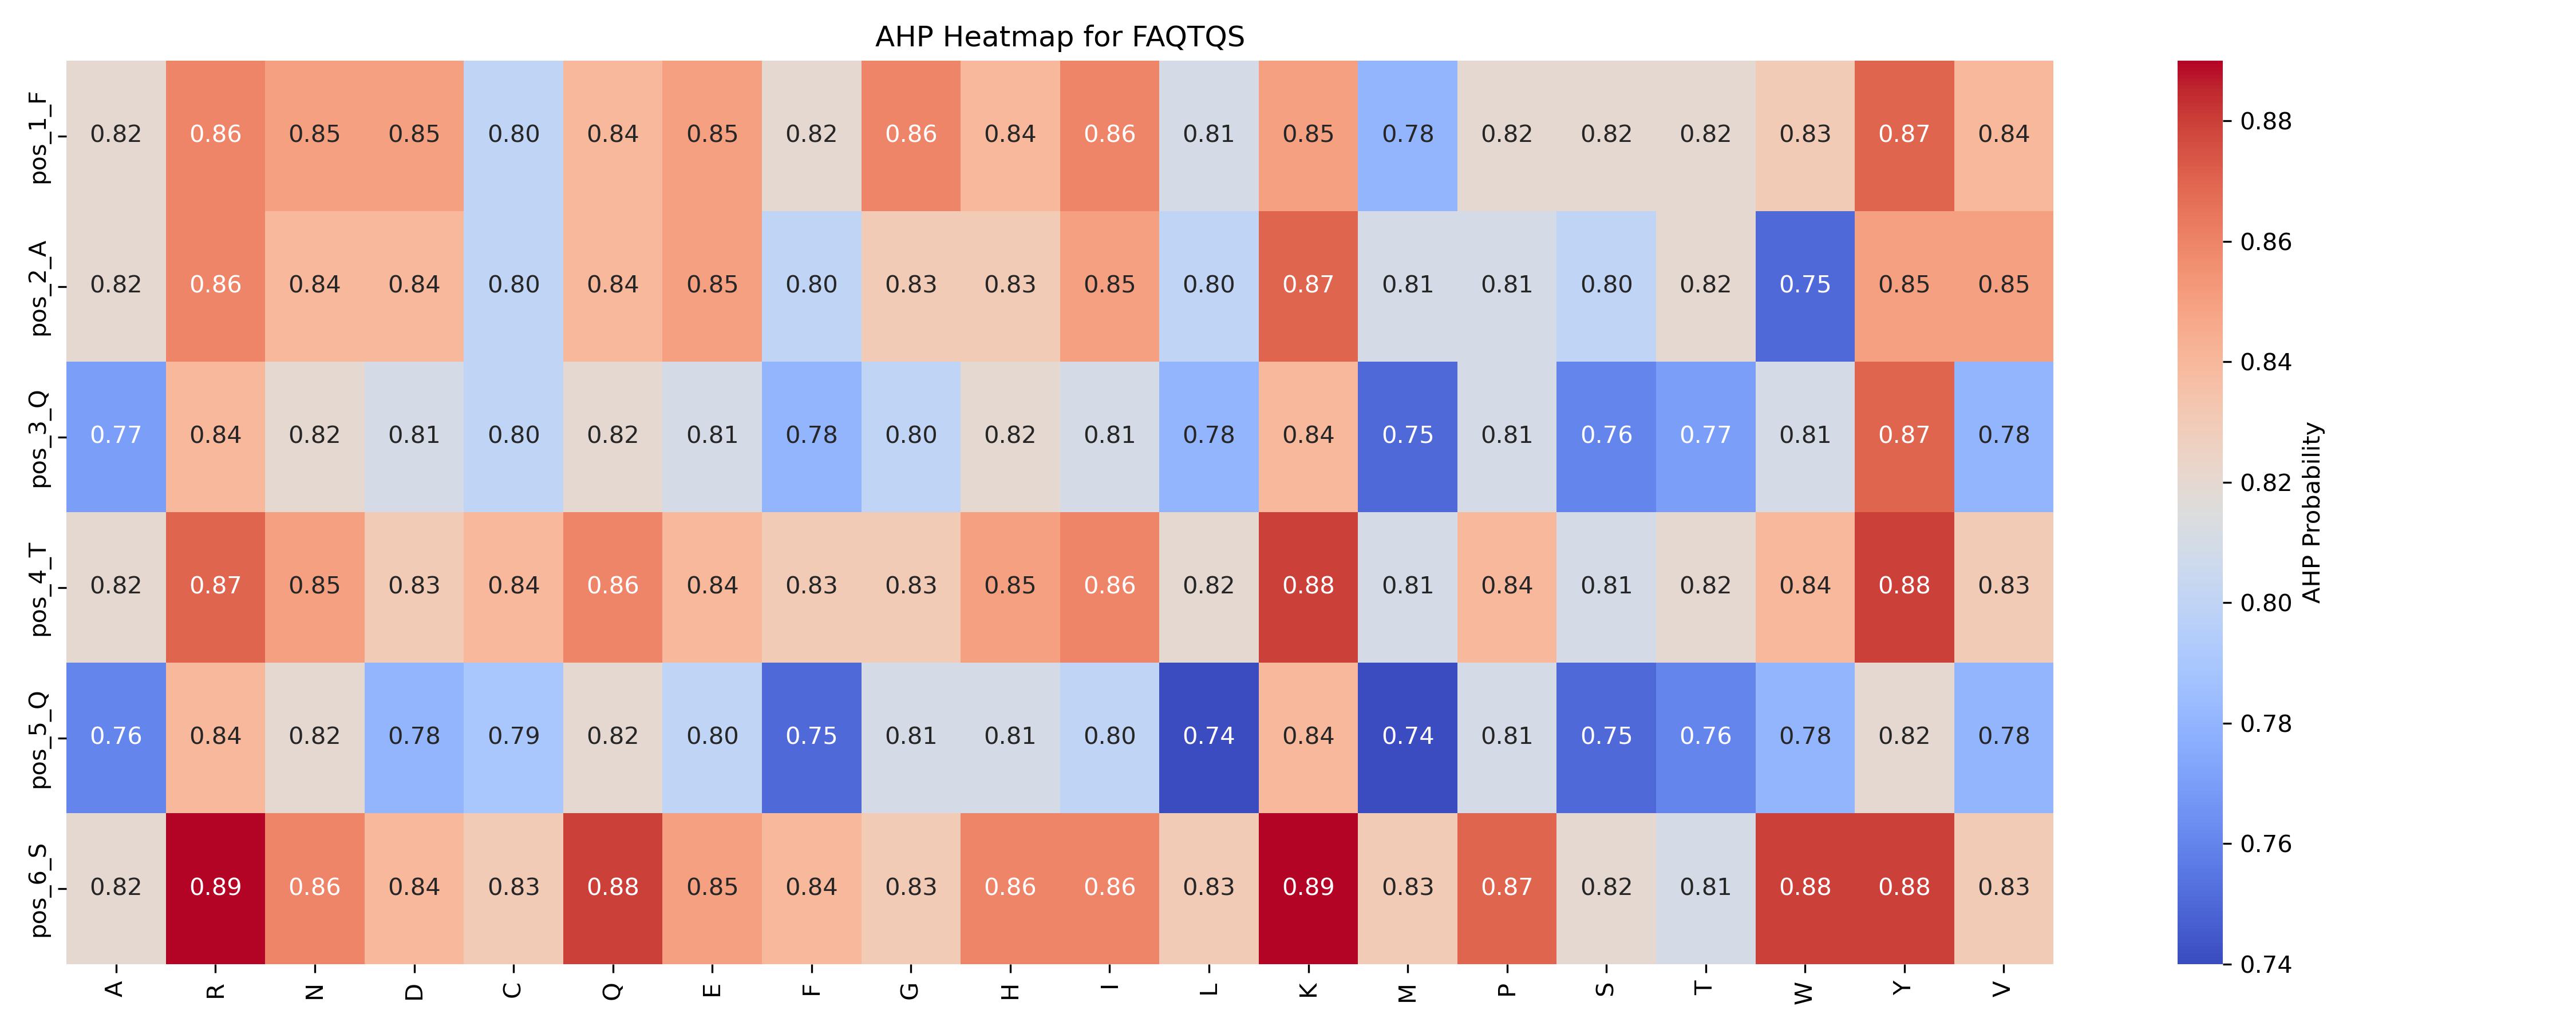 AHP Heatmap for FAQTQS
pos_1_F 0.82 0.86 0.85 0.85 0.80 0.84 0.85 0.82 0.86 0.84 0.86 0.81 0.85 0.78 0.82 0.82 0.82 0.83 0.87 0.84
pos_2_A 0.82 0.86 0.84 0.84 0.80 0.84 0.85 0.80 0.83 0.83 0.85 0.80 0.87 0.81 0.81 0.80 0.82 0.75 0.85 0.85
pos_3_Q 0.77 0.84 0.82 0.81 0.80 0.82 0.81 0.78 0.80 0.82 0.81 0.78 0.84 0.75 0.81 0.76 0.77 0.81 0.87 0.78
pos_4_T 0.82 0.87 0.85 0.83 0.84 0.86 0.84 0.83 0.83 0.85 0.86 0.82 0.88 0.81 0.84 0.81 0.82 0.84 0.88 0.83
pos_5_Q 0.76 0.84 0.82 0.78 0.79 0.82 0.80 0.75 0.81 0.81 0.80 0.74 0.84 0.74 0.81 0.75 0.76 0.78 0.82 0.78
pos_6_S 0.82 0.89 0.86 0.84 0.83 0.88 0.85 0.84 0.83 0.86 0.86 0.83 0.89 0.83 0.87 0.82 0.81 0.88 0.88 0.83
A R N D C Q E F G H I L K M P S T W Y V
0.88
0.86
0.84
0.82
0.80
0.78
0.76
0.74
AHP Probability